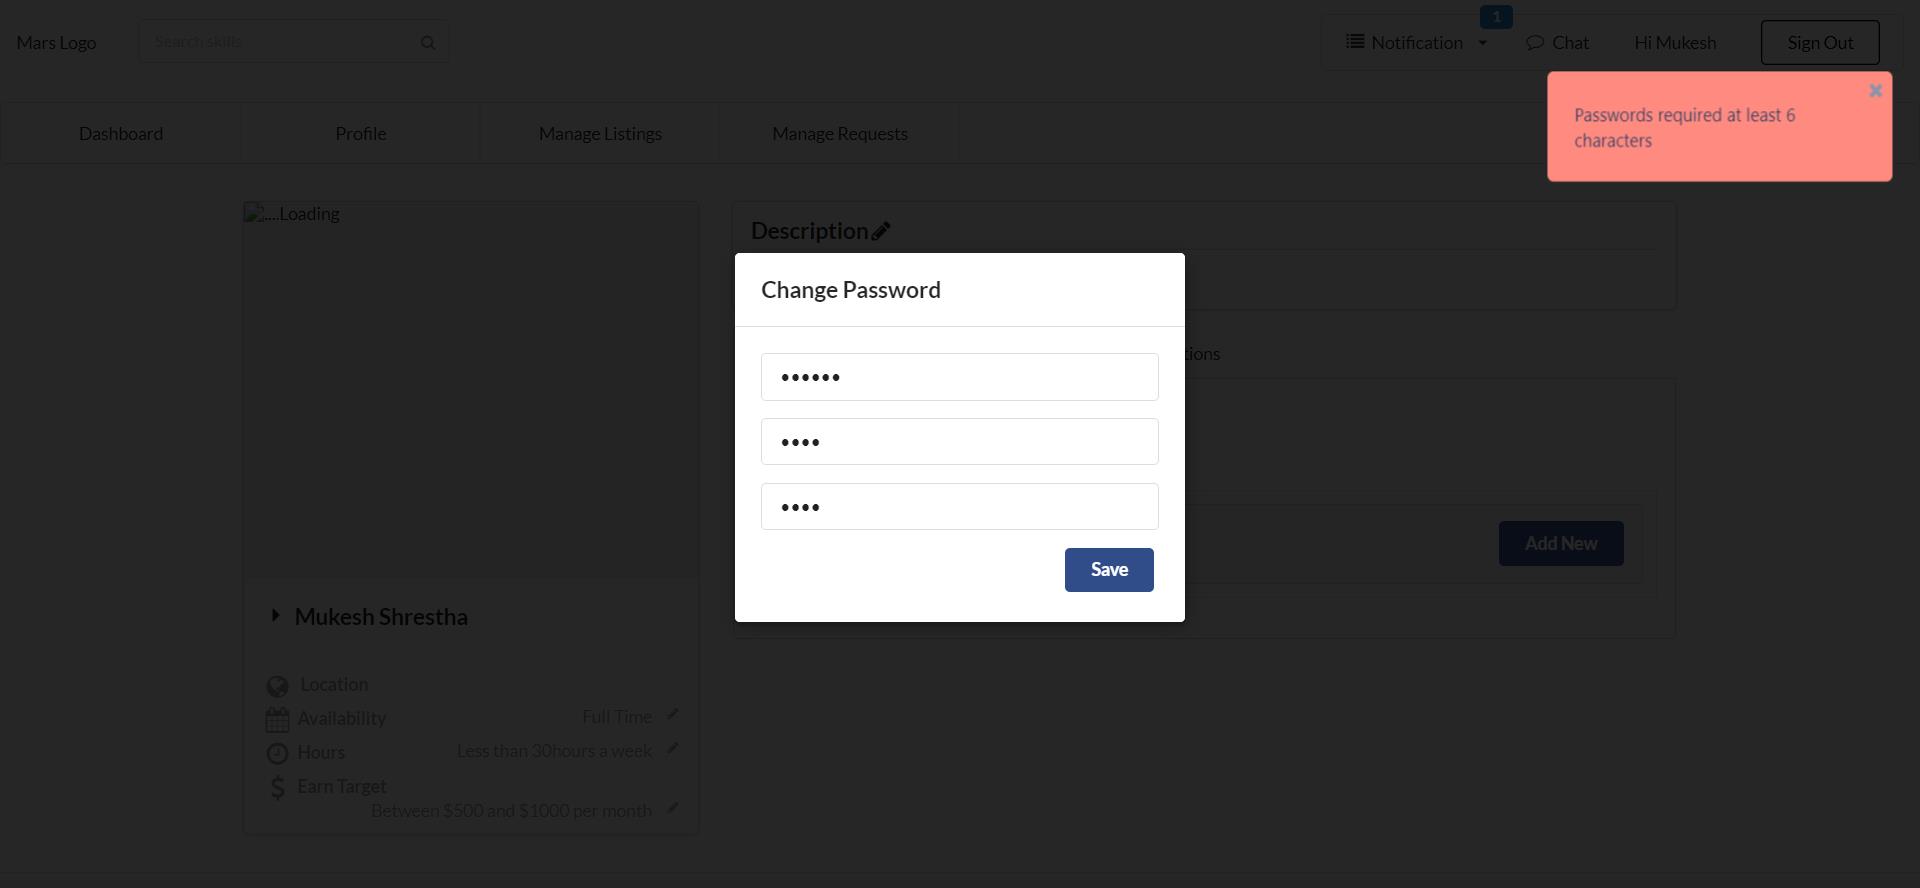 Mars Logo
Search skills
1
Notification
Chat
Hi Mukesh
Sign Out
Passwords required at least 6
characters
Dashboard
Profile
Manage Listings
Manage Requests
....Loading
Description
Change Password
••••••
••••
••••
Save
tions
Add New
Mukesh Shrestha
Location
Availability
Full Time
Hours
Less than 30hours a week
Earn Target
Between $500 and $1000 per month